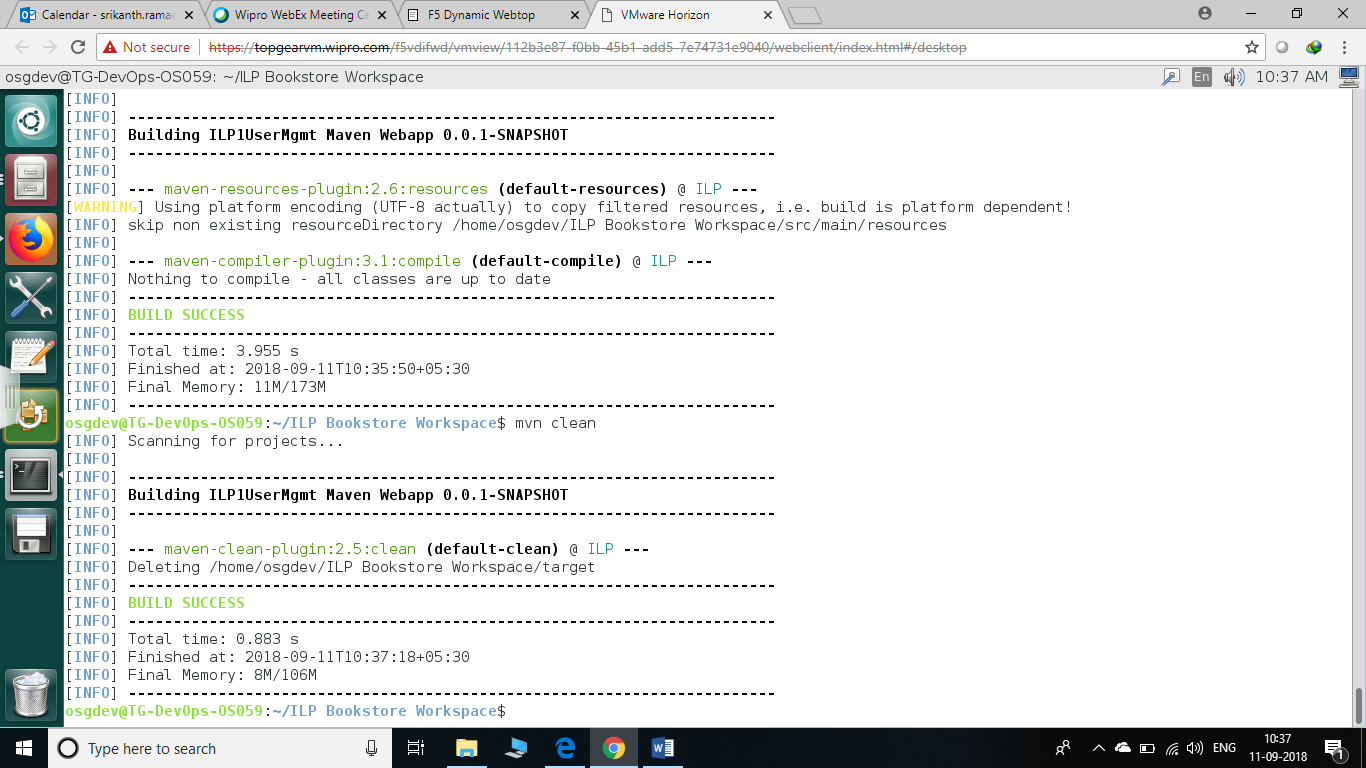 Calendar - srikanth.ramac
Wipro WebEx Meeting Ce
F5 Dynamic Webtop
VMware Horizon
Not secure
https://topgearvm.wipro.com/f5vdifwd/vmview/112b3e87-f0bb-45b1-add5-7e74731e9040/webclient/index.html#/desktop
osgdev@TG-DevOps-OS059: ~/ILP Bookstore Workspace
En
10:37 AM
[INFO]
[INFO] ------------------------------------------------------------------------
[INFO] Building ILP1UserMgmt Maven Webapp 0.0.1-SNAPSHOT
[INFO] ------------------------------------------------------------------------
[INFO]
[INFO] --- maven-resources-plugin:2.6:resources (default-resources) @ ILP ---
[WARNING] Using platform encoding (UTF-8 actually) to copy filtered resources, i.e. build is platform dependent!
[INFO] skip non existing resourceDirectory /home/osgdev/ILP Bookstore Workspace/src/main/resources
[INFO]
[INFO] --- maven-compiler-plugin:3.1:compile (default-compile) @ ILP ---
[INFO] Nothing to compile - all classes are up to date
[INFO] ------------------------------------------------------------------------
[INFO] BUILD SUCCESS
[INFO] ------------------------------------------------------------------------
[INFO] Total time: 3.955 s
[INFO] Finished at: 2018-09-11T10:35:50+05:30
[INFO] Final Memory: 11M/173M
[INFO] ------------------------------------------------------------------------
osgdev@TG-DevOps-OS059:~/ILP Bookstore Workspace$ mvn clean
[INFO] Scanning for projects...
[INFO]
[INFO] ------------------------------------------------------------------------
[INFO] Building ILP1UserMgmt Maven Webapp 0.0.1-SNAPSHOT
[INFO] ------------------------------------------------------------------------
[INFO]
[INFO] --- maven-clean-plugin:2.5:clean (default-clean) @ ILP ---
[INFO] Deleting /home/osgdev/ILP Bookstore Workspace/target
[INFO] ------------------------------------------------------------------------
[INFO] BUILD SUCCESS
[INFO] ------------------------------------------------------------------------
[INFO] Total time: 0.883 s
[INFO] Finished at: 2018-09-11T10:37:18+05:30
[INFO] Final Memory: 8M/106M
[INFO] ------------------------------------------------------------------------
osgdev@TG-DevOps-OS059:~/ILP Bookstore Workspace$
Type here to search
ENG
10:37
11-09-2018
1